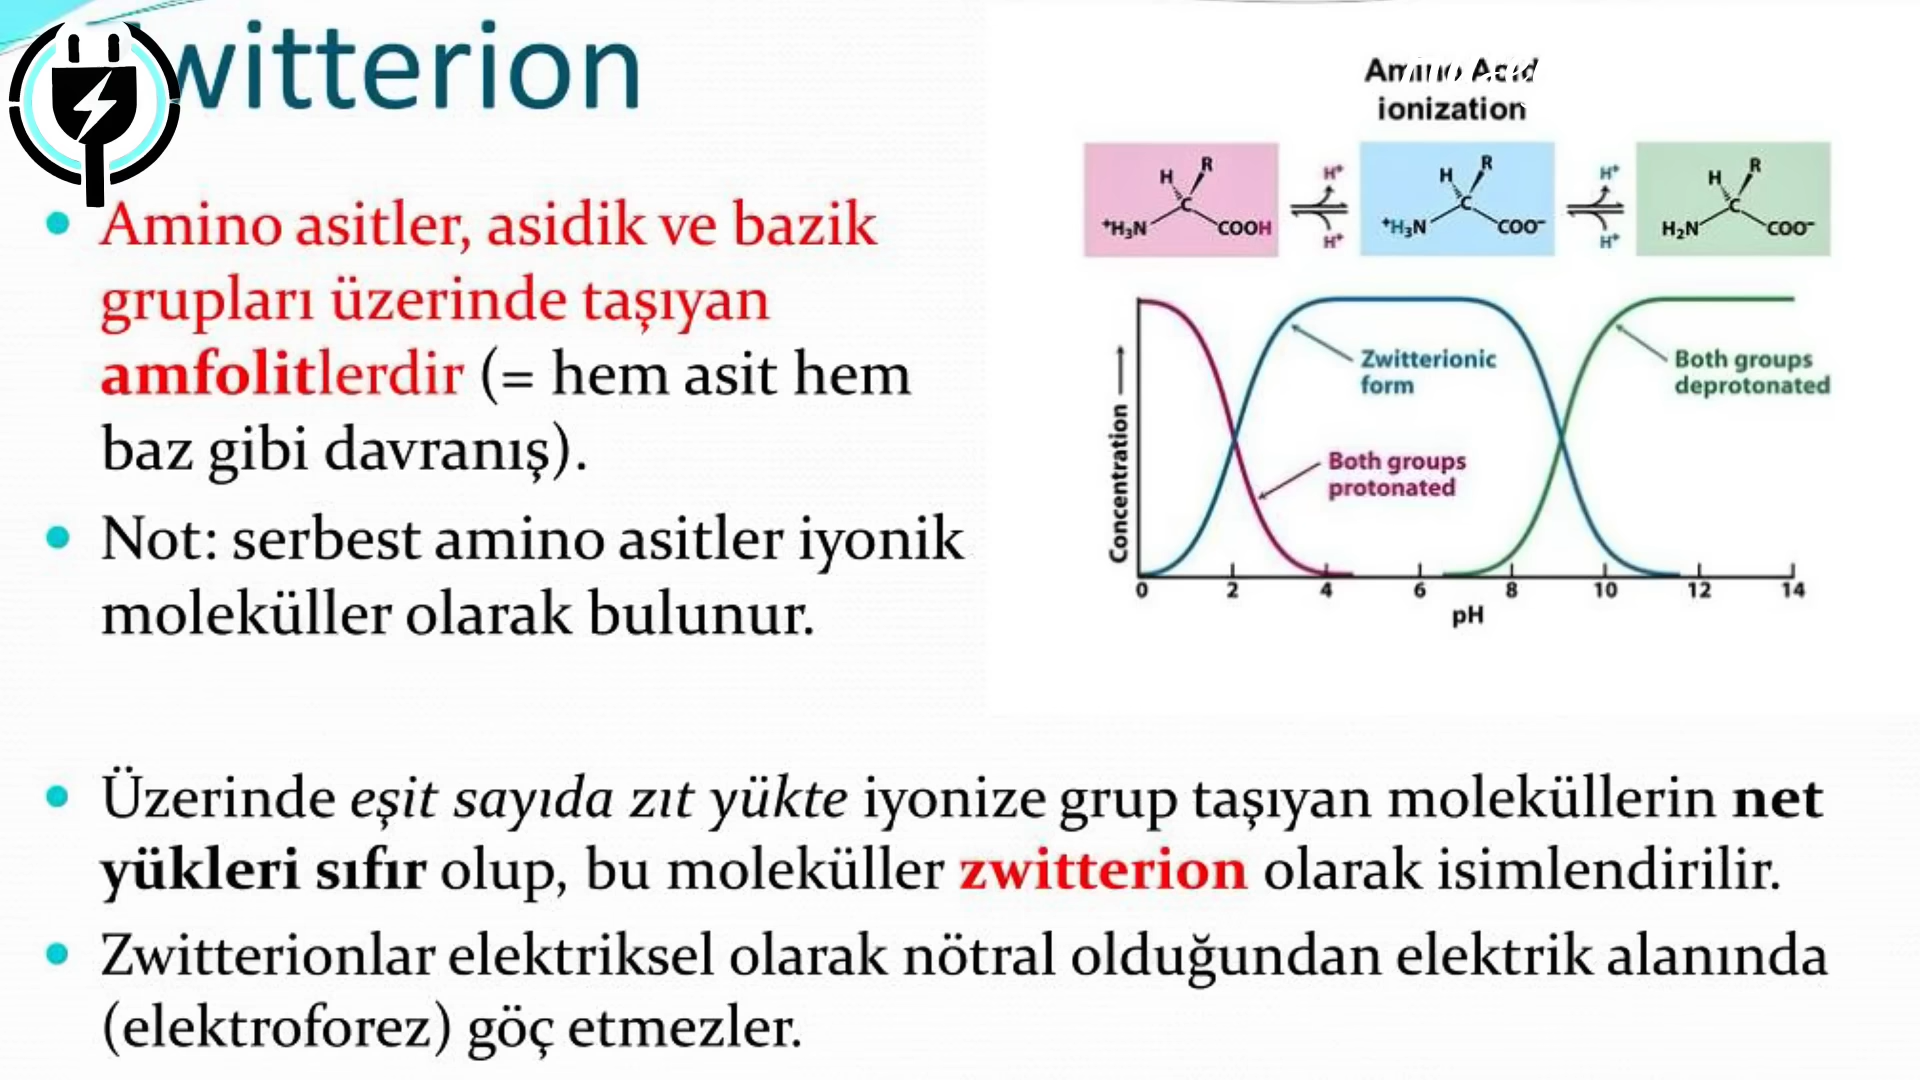 witterion
Amino asitler, asidik ve bazik
grupları üzerinde taşıyan
amfolitlerdir (= hem asit hem
baz gibi davranış).
Not: serbest amino asitler iyonik
moleküller olarak bulunur.
Amino Acid
ionization
H R
⁺H₃N C COOH
H⁺
H⁺
H R
⁺H₃N C COO⁻
H⁺
H⁺
H R
H₂N C COO⁻
Concentration
Zwitterionic
form
Both groups
deprotonated
Both groups
protonated
0 2 4 6 8 10 12 14
pH
Üzerinde eşit sayıda zıt yükte iyonize grup taşıyan moleküllerin net
yükleri sıfır olup, bu moleküller zwitterion olarak isimlendirilir.
Zwitterionlar elektriksel olarak nötral olduğundan elektrik alanında
(elektroforez) göç etmezler.